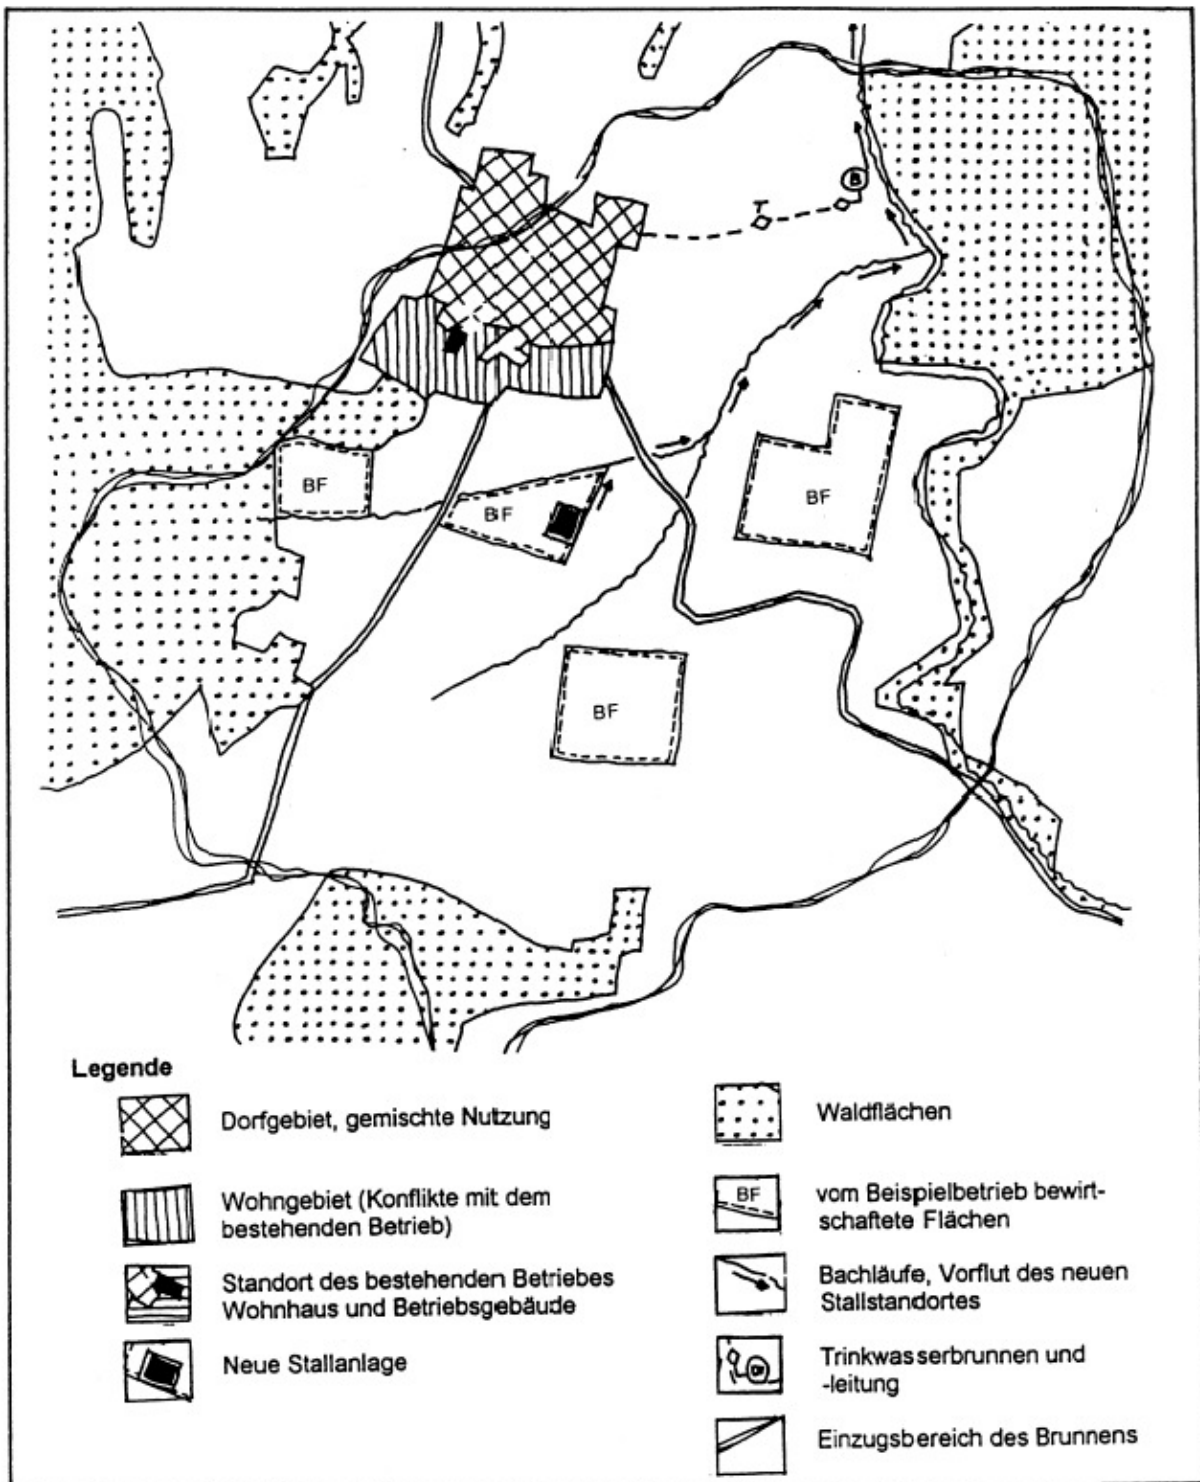 T
B
BF
BF
BF
BF
Legende
Dorfgebiet, gemischte Nutzung
Wohngebiet (Konflikte mit dem
bestehenden Betrieb)
Standort des bestehenden Betriebes
Wohnhaus und Betriebsgebäude
Neue Stallanlage
Waldflächen
BF
vom Beispielbetrieb bewirt-
schaftete Flächen
Bachläufe, Vorflut des neuen
Stallstandortes
Trinkwasserbrunnen und
-leitung
Einzugsbereich des Brunnens